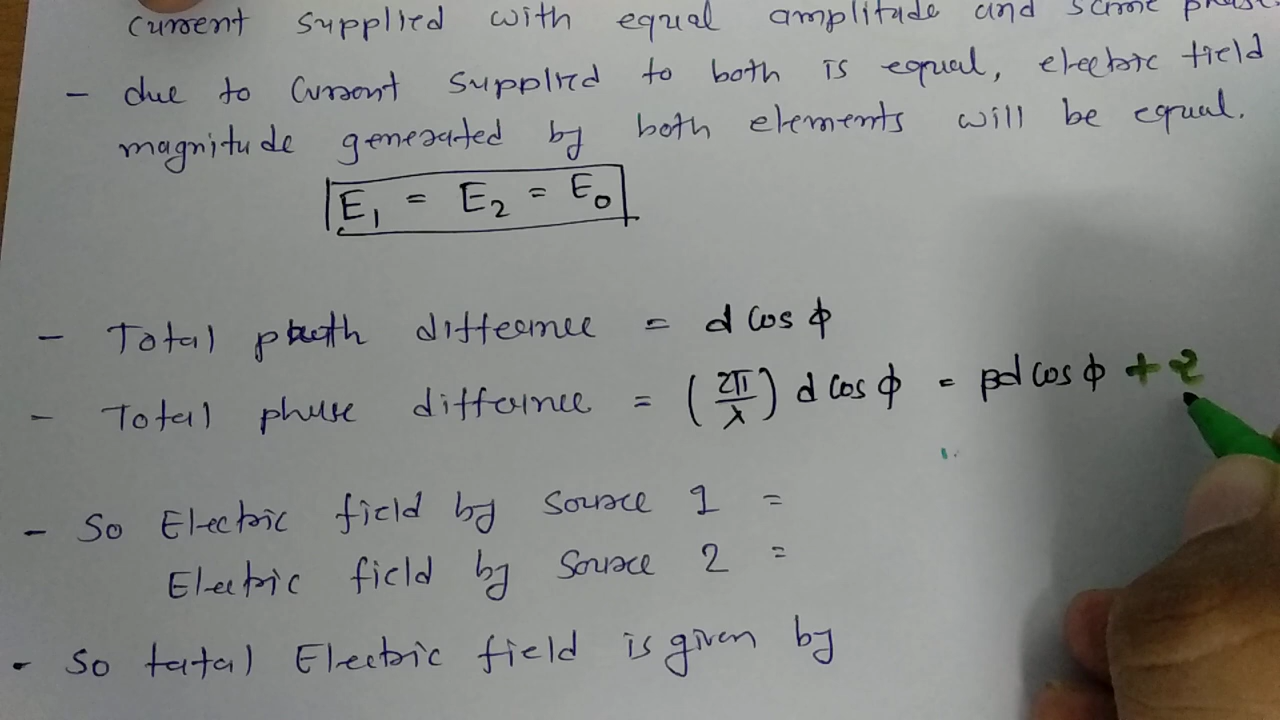 current supplied with equal amplitude and same phase.
- due to current supplied to both is equal, electric field
magnitude generated by both elements will be equal.
E₁ = E₂ = E₀
- Total path difference = d cos ϕ
- Total phase difference = (2π/λ) d cos ϕ = βd cos ϕ + 2
- So Electric field by source 1 =
Electric field by source 2 =
- So total Electric field is given by